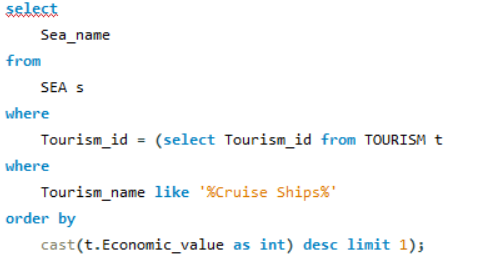 select
Sea_name
from
SEA s
where
Tourism_id = (select Tourism_id from TOURISM t
where
Tourism_name like '%Cruise Ships%'
order by
cast(t.Economic_value as int) desc limit 1);